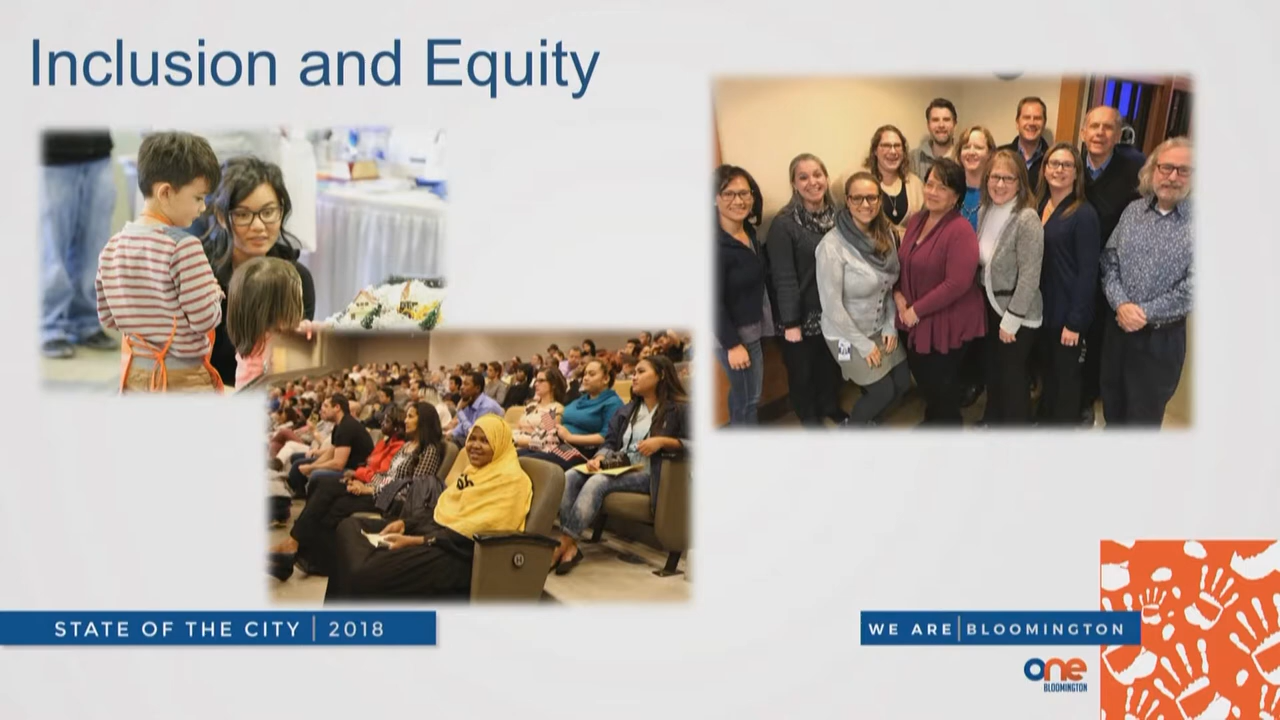 Inclusion and Equity
STATE OF THE CITY | 2018
WE ARE | BLOOMINGTON
one
BLOOMINGTON